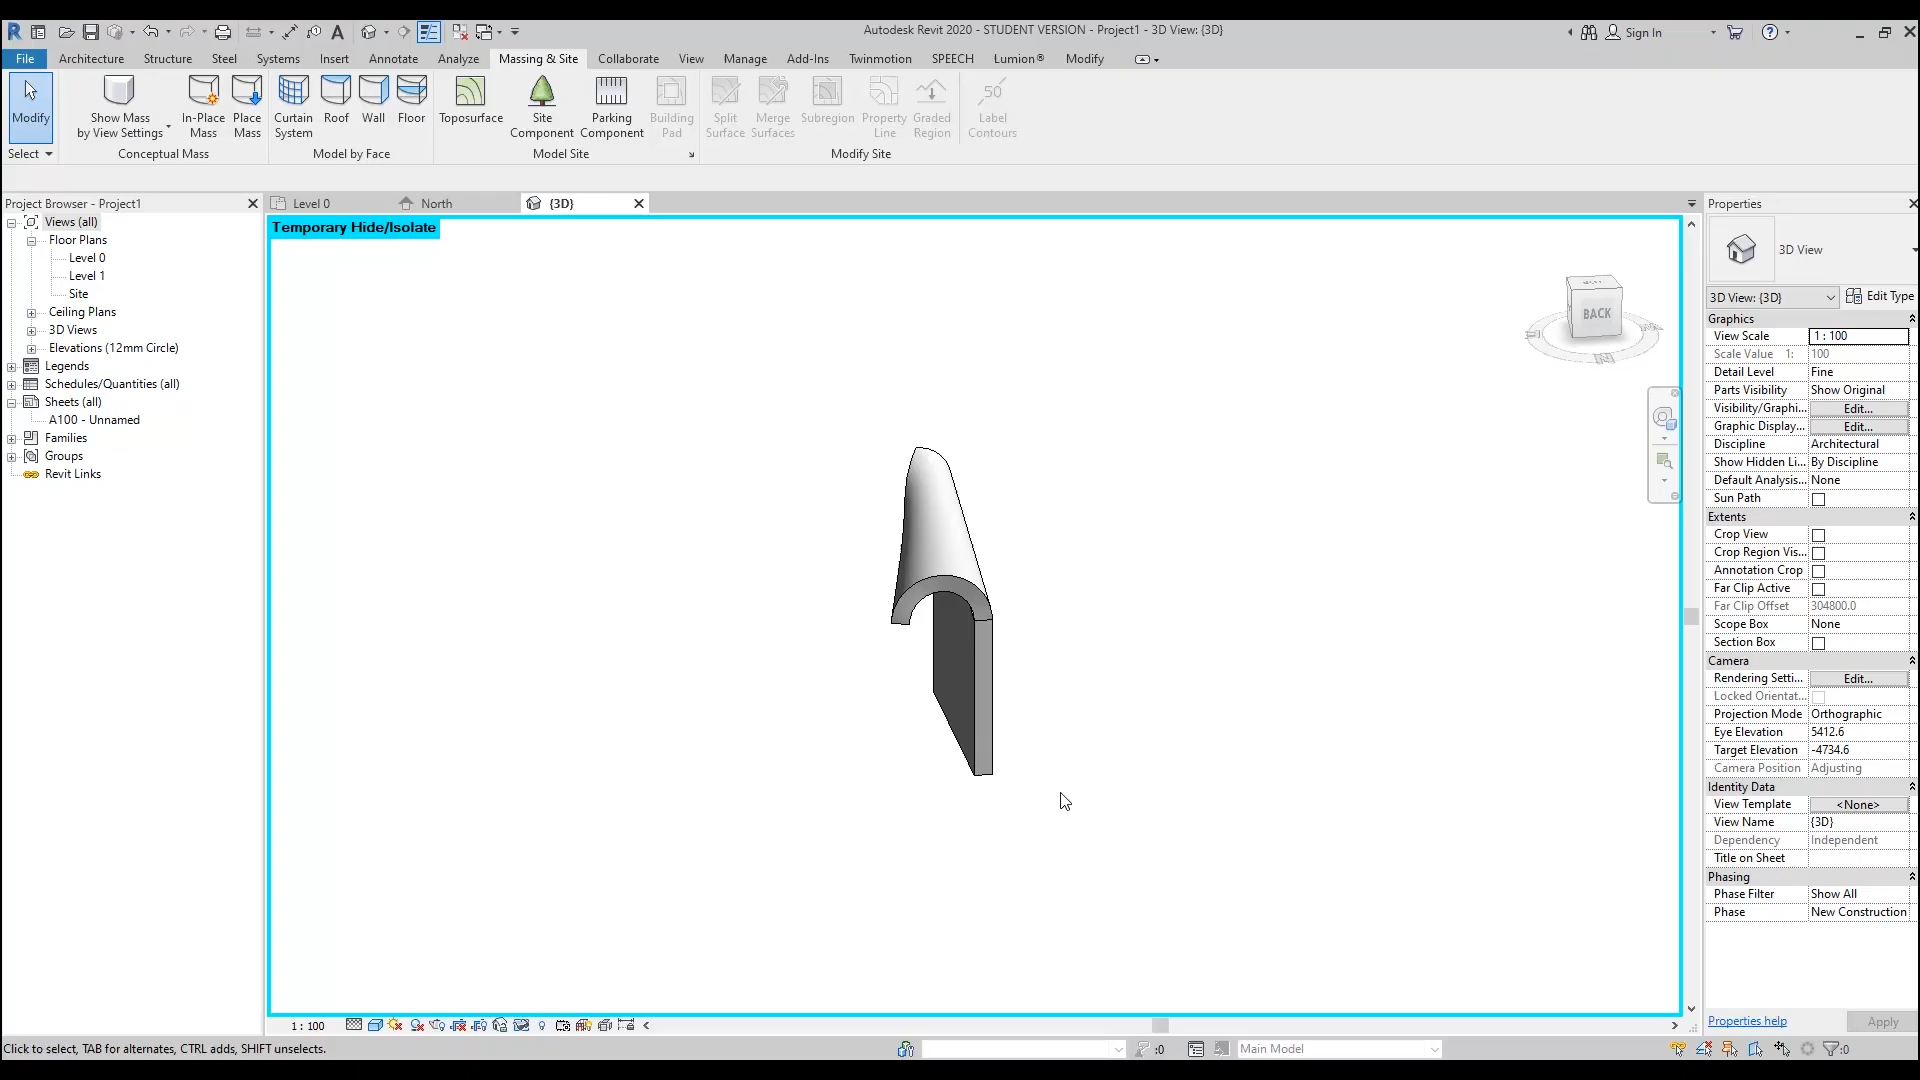 Autodesk Revit 2020 - STUDENT VERSION - Project1 - 3D View: {3D}
Sign In
File Architecture Structure Steel Systems Insert Annotate Analyze Massing & Site Collaborate View Manage Add-Ins Twinmotion SPEECH Lumion® Modify
Modify
Show Mass
by View Settings
In-Place
Mass
Place
Mass
Curtain
System
Roof
Wall
Floor
Toposurface
Site
Component
Parking
Component
Building
Pad
Split
Surface
Merge
Surfaces
Subregion
Property
Line
Graded
Region
50
Label
Contours
Select
Conceptual Mass
Model by Face
Model Site
Modify Site
Project Browser - Project1
Views (all)
Floor Plans
Level 0
Level 1
Site
Ceiling Plans
3D Views
Elevations (12mm Circle)
Legends
Schedules/Quantities (all)
Sheets (all)
A100 - Unnamed
Families
Groups
Revit Links
Level 0
North
{3D}
Temporary Hide/Isolate
BACK
Properties
3D View
3D View: {3D}
Edit Type
Graphics
View Scale 1 : 100
Scale Value 1: 100
Detail Level Fine
Parts Visibility Show Original
Visibility/Graphi... Edit...
Graphic Display... Edit...
Discipline Architectural
Show Hidden Li... By Discipline
Default Analysis... None
Sun Path
Extents
Crop View
Crop Region Vis...
Annotation Crop
Far Clip Active
Far Clip Offset 304800.0
Scope Box None
Section Box
Camera
Rendering Setti... Edit...
Locked Orientat...
Projection Mode Orthographic
Eye Elevation 5412.6
Target Elevation -4734.6
Camera Position Adjusting
Identity Data
View Template <None>
View Name {3D}
Dependency Independent
Title on Sheet
Phasing
Phase Filter Show All
Phase New Construction
Properties help
Apply
1 : 100
Click to select, TAB for alternates, CTRL adds, SHIFT unselects.
:0
Main Model
:0